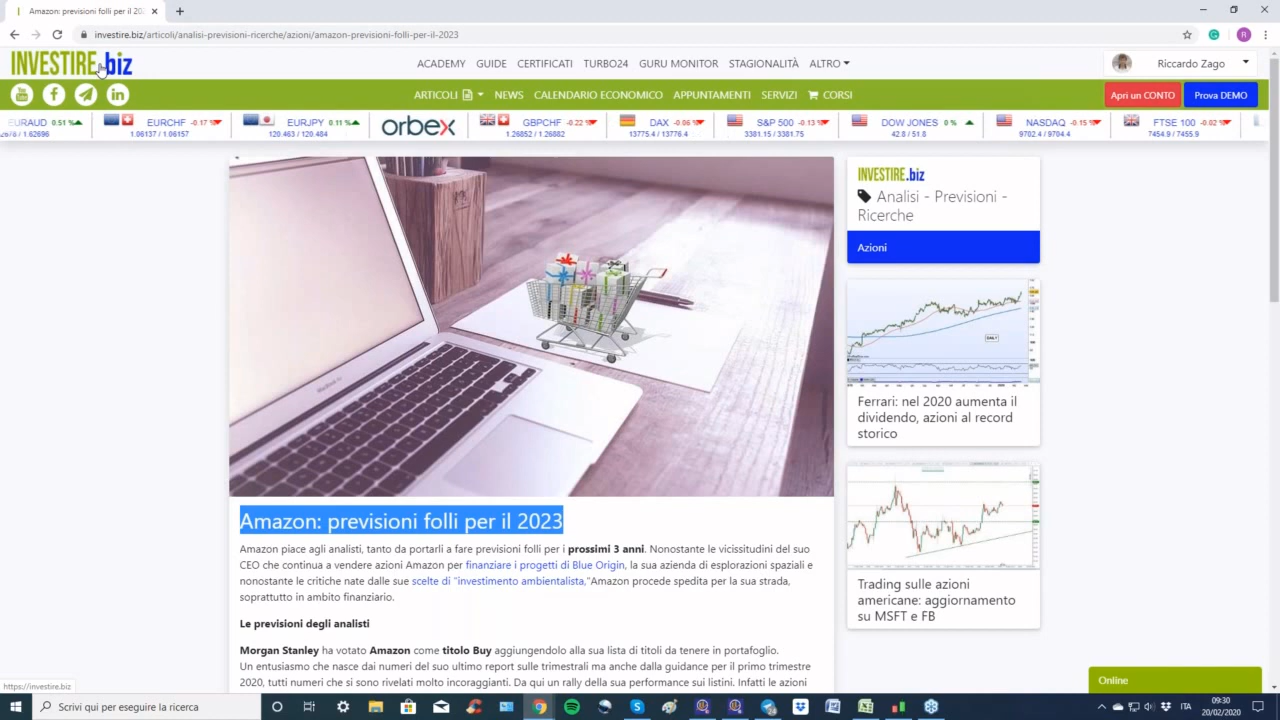 Amazon: previsioni folli per il 202
investire.biz/articoli/analisi-previsioni-ricerche/azioni/amazon-previsioni-folli-per-il-2023
INVESTIRE.biz
ACADEMY GUIDE CERTIFICATI TURBO24 GURU MONITOR STAGIONALITÀ ALTRO
Riccardo Zago
ARTICOLI NEWS CALENDARIO ECONOMICO APPUNTAMENTI SERVIZI CORSI
Apri un CONTO
Prova DEMO
EURAUD 0.51 %
2678 / 1.62696
EURCHF -0.17 %
1.06137 / 1.06157
EURJPY 0.11 %
120.463 / 120.484
orbex
GBPCHF -0.22 %
1.26852 / 1.26882
DAX -0.06 %
13775.4 / 13776.4
S&P 500 -0.13 %
3381.15 / 3381.75
DOW JONES 0 %
42.8 / 51.8
NASDAQ -0.15 %
9702.4 / 9704.4
FTSE 100 -0.02 %
7454.9 / 7455.9
INVESTIRE.biz
Analisi - Previsioni -
Ricerche
Azioni
DAILY
Ferrari: nel 2020 aumenta il
dividendo, azioni al record
storico
Trading sulle azioni
americane: aggiornamento
su MSFT e FB
Amazon: previsioni folli per il 2023
Amazon piace agli analisti, tanto da portarli a fare previsioni folli per i prossimi 3 anni. Nonostante le vicissitudini del suo
CEO che continua a vendere azioni Amazon per finanziare i progetti di Blue Origin, la sua azienda di esplorazioni spaziali e
nonostante le critiche nate dalle sue scelte di "investimento ambientalista,"Amazon procede spedita per la sua strada,
soprattutto in ambito finanziario.
Le previsioni degli analisti
Morgan Stanley ha votato Amazon come titolo Buy aggiungendolo alla sua lista di titoli da tenere in portafoglio.
Un entusiasmo che nasce dai numeri del suo ultimo report sulle trimestrali ma anche dalla guidance per il primo trimestre
2020, tutti numeri che si sono rivelati molto incoraggianti. Da qui un rally della sua performance sui listini. Infatti le azioni
Online
https://investire.biz
Scrivi qui per eseguire la ricerca
ITA
09:30
20/02/2020